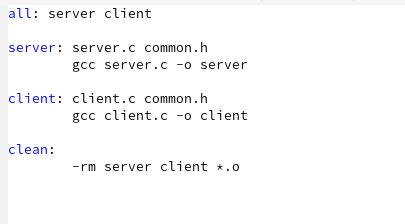 all: server client
server: server.c common.h
        gcc server.c -o server
client: client.c common.h
        gcc client.c -o client
clean:
        -rm server client *.o